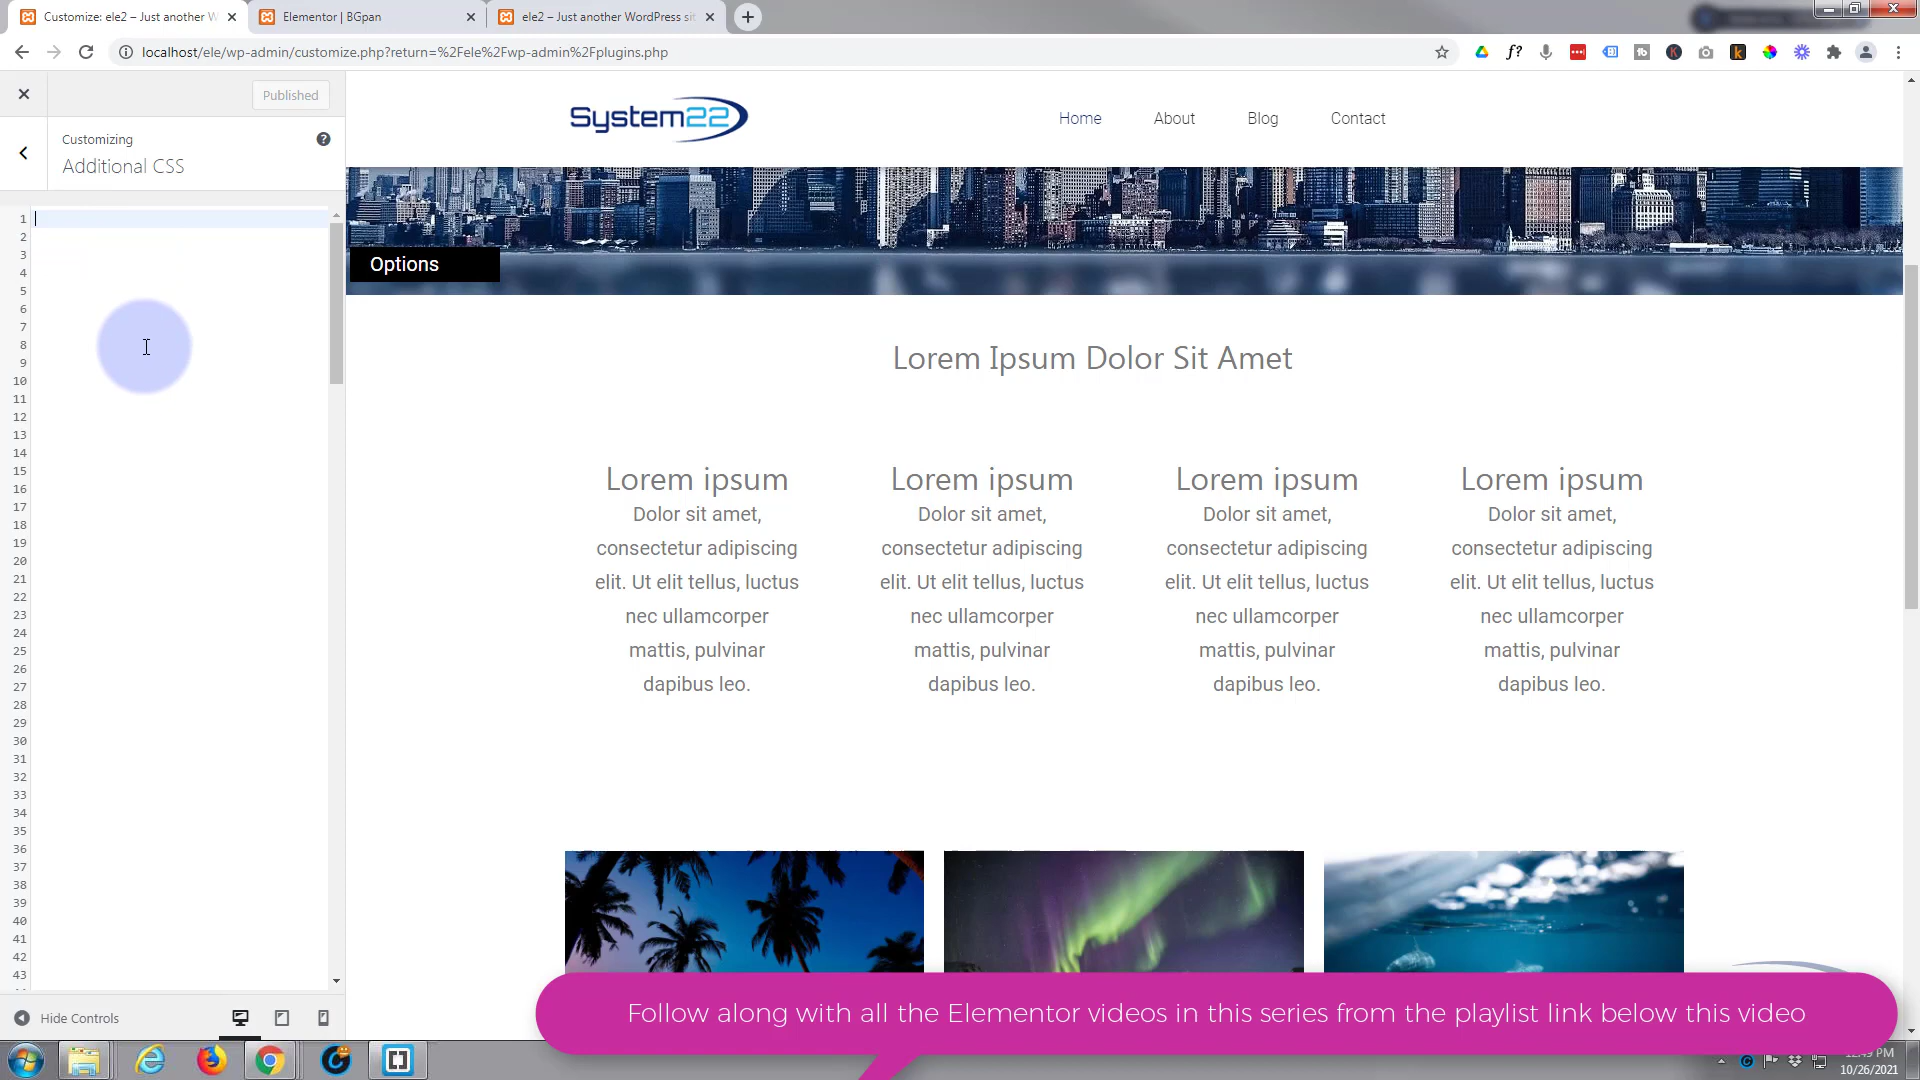 Customize: ele2 – Just another W
Elementor | BGpan
ele2 – Just another WordPress sit
localhost/ele/wp-admin/customize.php?return=%2Fele%2Fwp-admin%2Fplugins.php
Published
Customizing
Additional CSS
1
2
3
4
5
6
7
8
9
10
11
12
13
14
15
16
17
18
19
20
21
22
23
24
25
26
27
28
29
30
31
32
33
34
35
36
37
38
39
40
41
42
43
Hide Controls
System22
Home
About
Blog
Contact
Options
Lorem Ipsum Dolor Sit Amet
Lorem ipsum
Dolor sit amet,
consectetur adipiscing
elit. Ut elit tellus, luctus
nec ullamcorper
mattis, pulvinar
dapibus leo.
Lorem ipsum
Dolor sit amet,
consectetur adipiscing
elit. Ut elit tellus, luctus
nec ullamcorper
mattis, pulvinar
dapibus leo.
Lorem ipsum
Dolor sit amet,
consectetur adipiscing
elit. Ut elit tellus, luctus
nec ullamcorper
mattis, pulvinar
dapibus leo.
Lorem ipsum
Dolor sit amet,
consectetur adipiscing
elit. Ut elit tellus, luctus
nec ullamcorper
mattis, pulvinar
dapibus leo.
Follow along with all the Elementor videos in this series from the playlist link below this video
10/26/2021